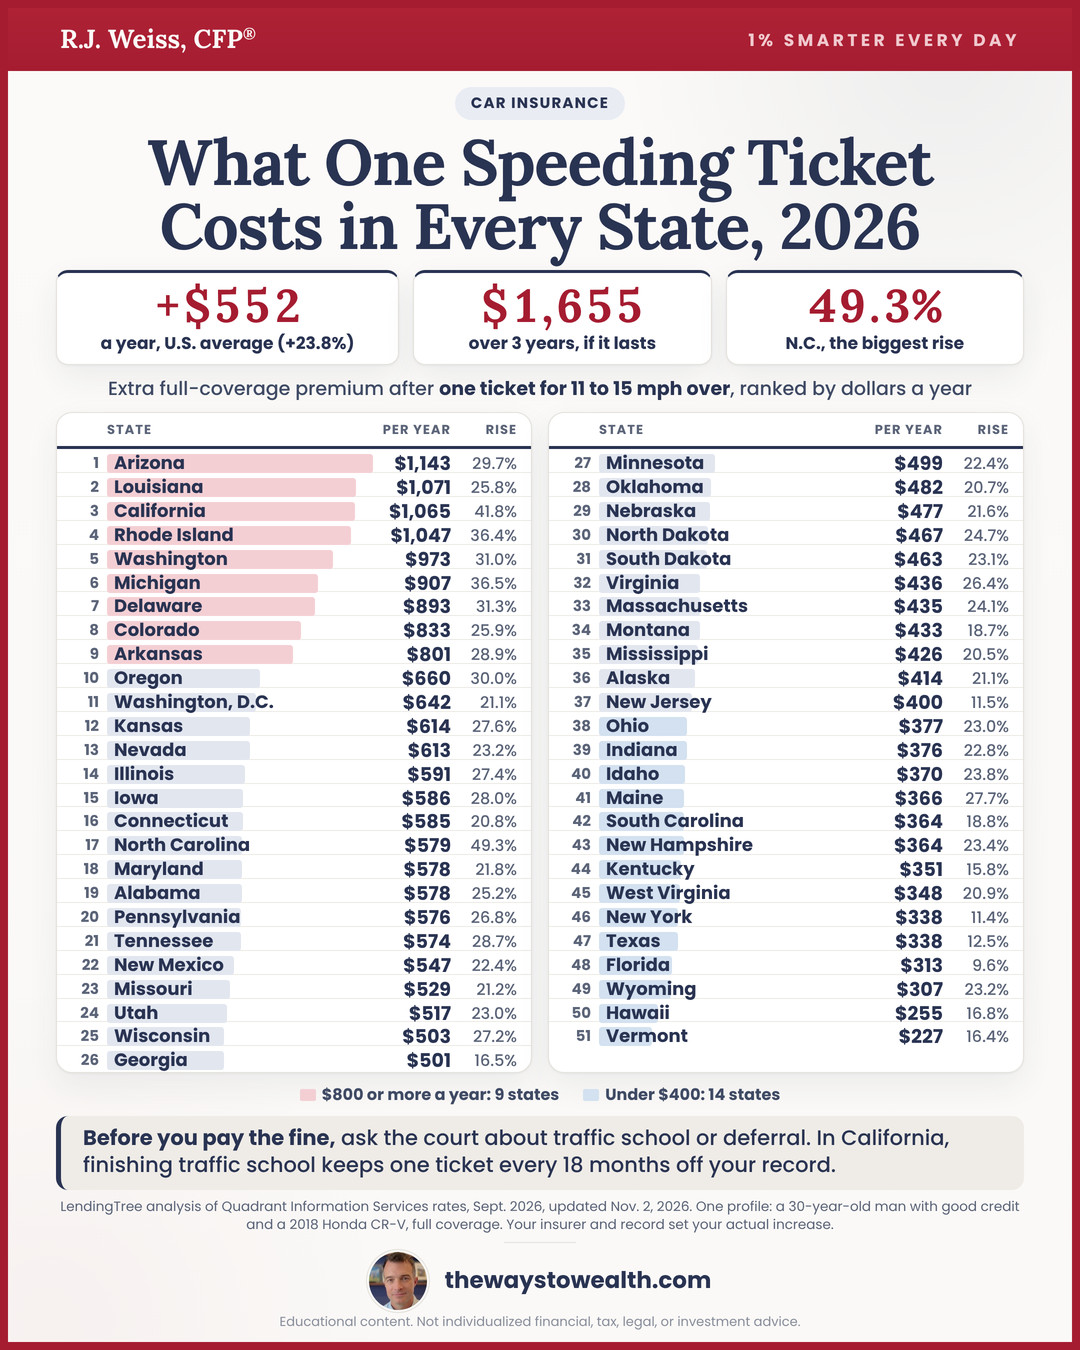 R.J. Weiss, CFP®
1% SMARTER EVERY DAY
CAR INSURANCE
What One Speeding Ticket
Costs in Every State, 2026
+$552
a year, U.S. average (+23.8%)
$1,655
over 3 years, if it lasts
49.3%
N.C., the biggest rise
Extra full-coverage premium after one ticket for 11 to 15 mph over, ranked by dollars a year
STATE PER YEAR RISE
1 Arizona $1,143 29.7%
2 Louisiana $1,071 25.8%
3 California $1,065 41.8%
4 Rhode Island $1,047 36.4%
5 Washington $973 31.0%
6 Michigan $907 36.5%
7 Delaware $893 31.3%
8 Colorado $833 25.9%
9 Arkansas $801 28.9%
10 Oregon $660 30.0%
11 Washington, D.C. $642 21.1%
12 Kansas $614 27.6%
13 Nevada $613 23.2%
14 Illinois $591 27.4%
15 Iowa $586 28.0%
16 Connecticut $585 20.8%
17 North Carolina $579 49.3%
18 Maryland $578 21.8%
19 Alabama $578 25.2%
20 Pennsylvania $576 26.8%
21 Tennessee $574 28.7%
22 New Mexico $547 22.4%
23 Missouri $529 21.2%
24 Utah $517 23.0%
25 Wisconsin $503 27.2%
26 Georgia $501 16.5%
STATE PER YEAR RISE
27 Minnesota $499 22.4%
28 Oklahoma $482 20.7%
29 Nebraska $477 21.6%
30 North Dakota $467 24.7%
31 South Dakota $463 23.1%
32 Virginia $436 26.4%
33 Massachusetts $435 24.1%
34 Montana $433 18.7%
35 Mississippi $426 20.5%
36 Alaska $414 21.1%
37 New Jersey $400 11.5%
38 Ohio $377 23.0%
39 Indiana $376 22.8%
40 Idaho $370 23.8%
41 Maine $366 27.7%
42 South Carolina $364 18.8%
43 New Hampshire $364 23.4%
44 Kentucky $351 15.8%
45 West Virginia $348 20.9%
46 New York $338 11.4%
47 Texas $338 12.5%
48 Florida $313 9.6%
49 Wyoming $307 23.2%
50 Hawaii $255 16.8%
51 Vermont $227 16.4%
$800 or more a year: 9 states
Under $400: 14 states
Before you pay the fine, ask the court about traffic school or deferral. In California,
finishing traffic school keeps one ticket every 18 months off your record.
LendingTree analysis of Quadrant Information Services rates, Sept. 2026, updated Nov. 2, 2026. One profile: a 30-year-old man with good credit
and a 2018 Honda CR-V, full coverage. Your insurer and record set your actual increase.
thewaystowealth.com
Educational content. Not individualized financial, tax, legal, or investment advice.